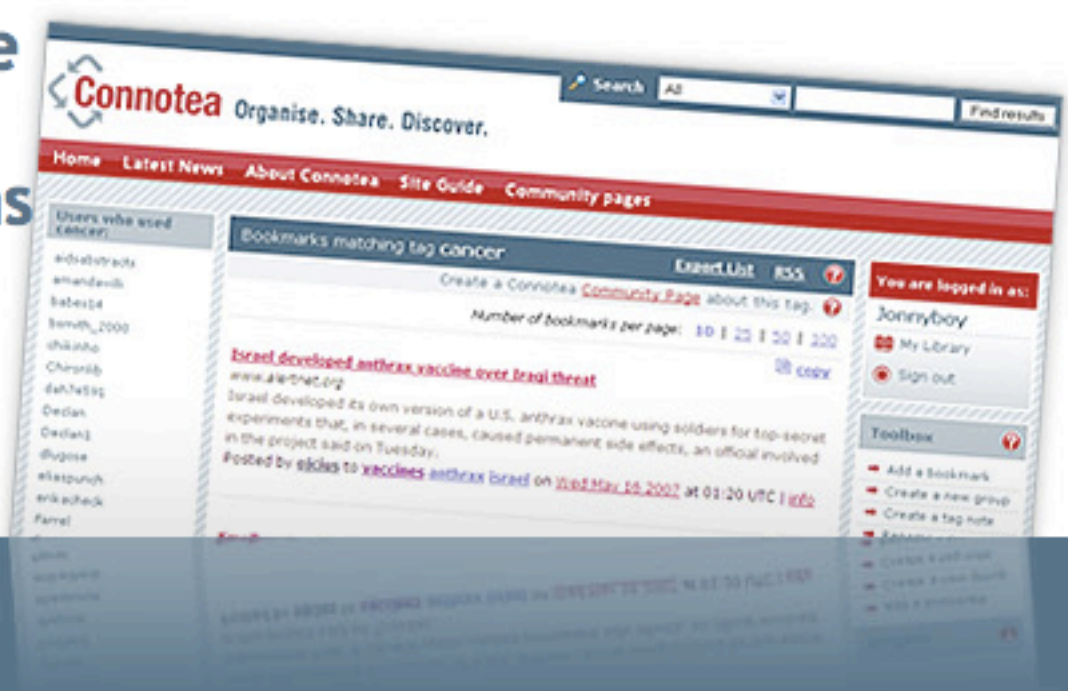 e
ns
Connotea Organise. Share. Discover.
Search All Find results
Home Latest News About Connotea Site Guide Community pages
Users who used
cancer:
aidsabstracts
amandawilk
babes14
bsmith_2000
chikinho
Chironlib
dah7e591
Declan
Declan1
dlugose
eliaspunch
erikacheck
Farrel
Bookmarks matching tag cancer
Export List RSS ?
Create a Connotea Community Page about this tag. ?
Number of bookmarks per page: 10 | 25 | 50 | 100
copy
Israel developed anthrax vaccine over Iraqi threat
www.alertnet.org
Israel developed its own version of a U.S. anthrax vaccine using soldiers for top-secret
experiments that, in several cases, caused permanent side effects, an official involved
in the project said on Tuesday.
Posted by elcius to vaccines anthrax israel on Wed May 16 2007 at 01:20 UTC | info
You are logged in as:
Jonnyboy
My Library
Sign out
Toolbox ?
Add a bookmark
Create a new group
Create a tag note